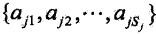 {a_{j1}, a_{j2}, ⋯, a_{jS_j}}